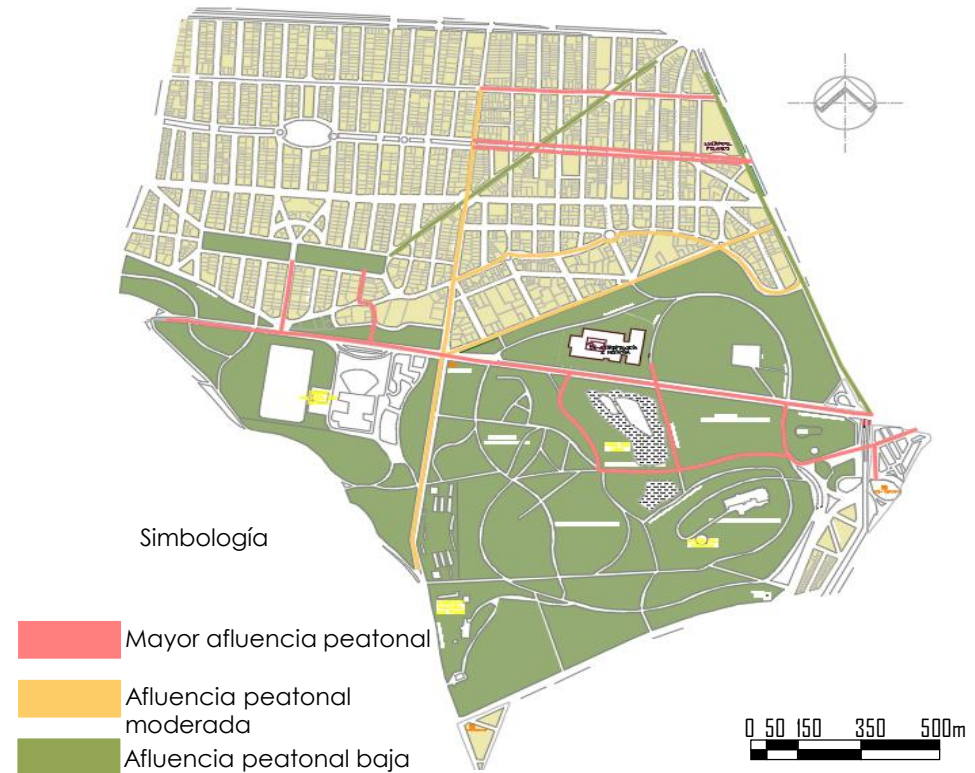 Simbología
Mayor afluencia peatonal
Afluencia peatonal
moderada
Afluencia peatonal baja
0 50 150 350 500m